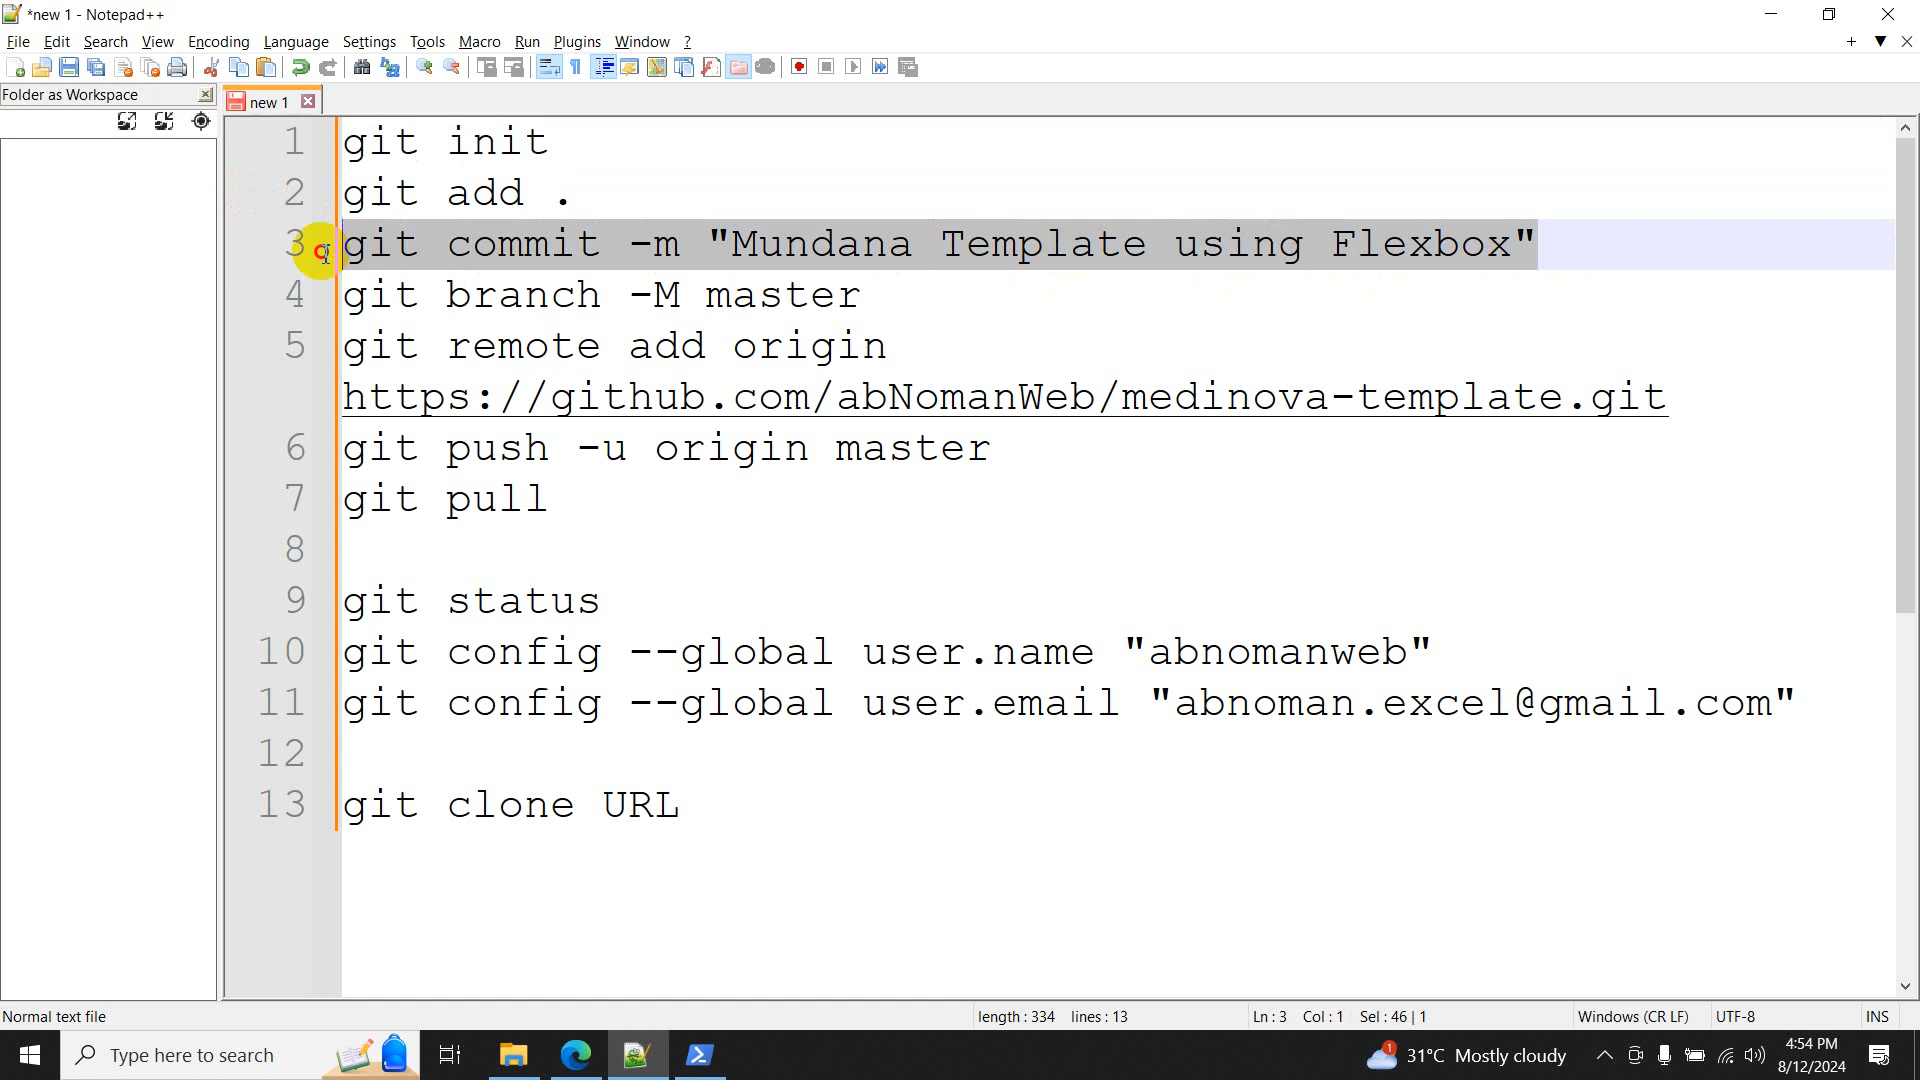 *new 1 - Notepad++
File Edit Search View Encoding Language Settings Tools Macro Run Plugins Window ?
Folder as Workspace
new 1
1 git init
2 git add .
3 git commit -m "Mundana Template using Flexbox"
4 git branch -M master
5 git remote add origin
https://github.com/abNomanWeb/medinova-template.git
6 git push -u origin master
7 git pull
8
9 git status
10 git config --global user.name "abnomanweb"
11 git config --global user.email "abnoman.excel@gmail.com"
12
13 git clone URL
Normal text file length : 334 lines : 13 Ln : 3 Col : 1 Sel : 46 | 1 Windows (CR LF) UTF-8 INS
Type here to search
1
31°C Mostly cloudy
4:54 PM
8/12/2024